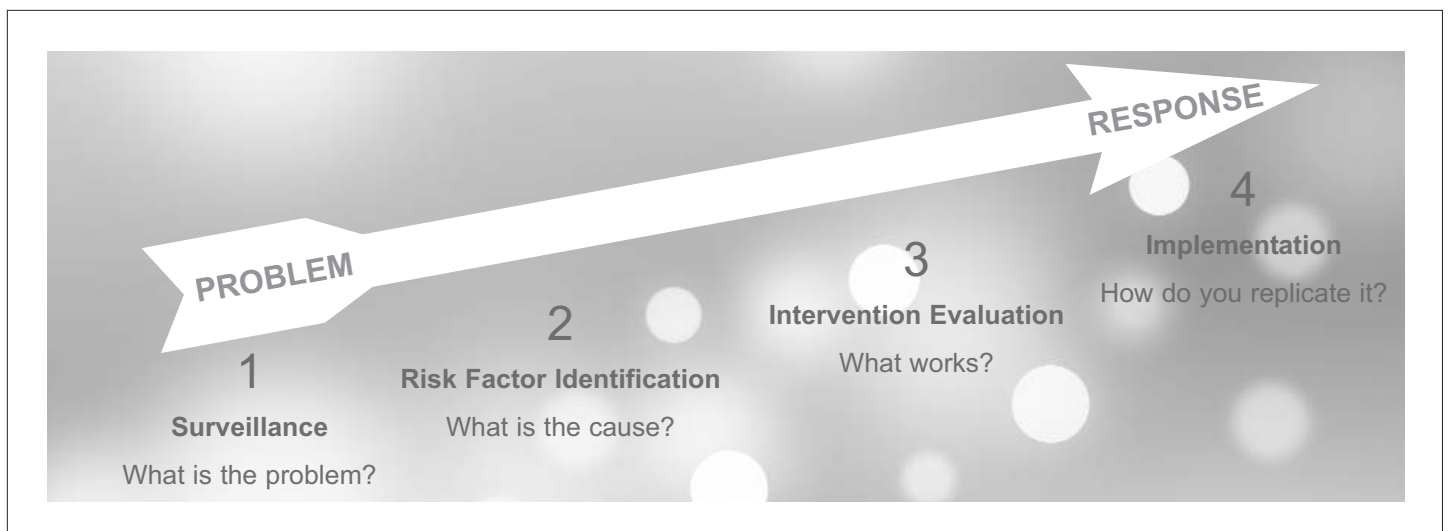 PROBLEM
RESPONSE
1
Surveillance
What is the problem?
2
Risk Factor Identification
What is the cause?
3
Intervention Evaluation
What works?
4
Implementation
How do you replicate it?